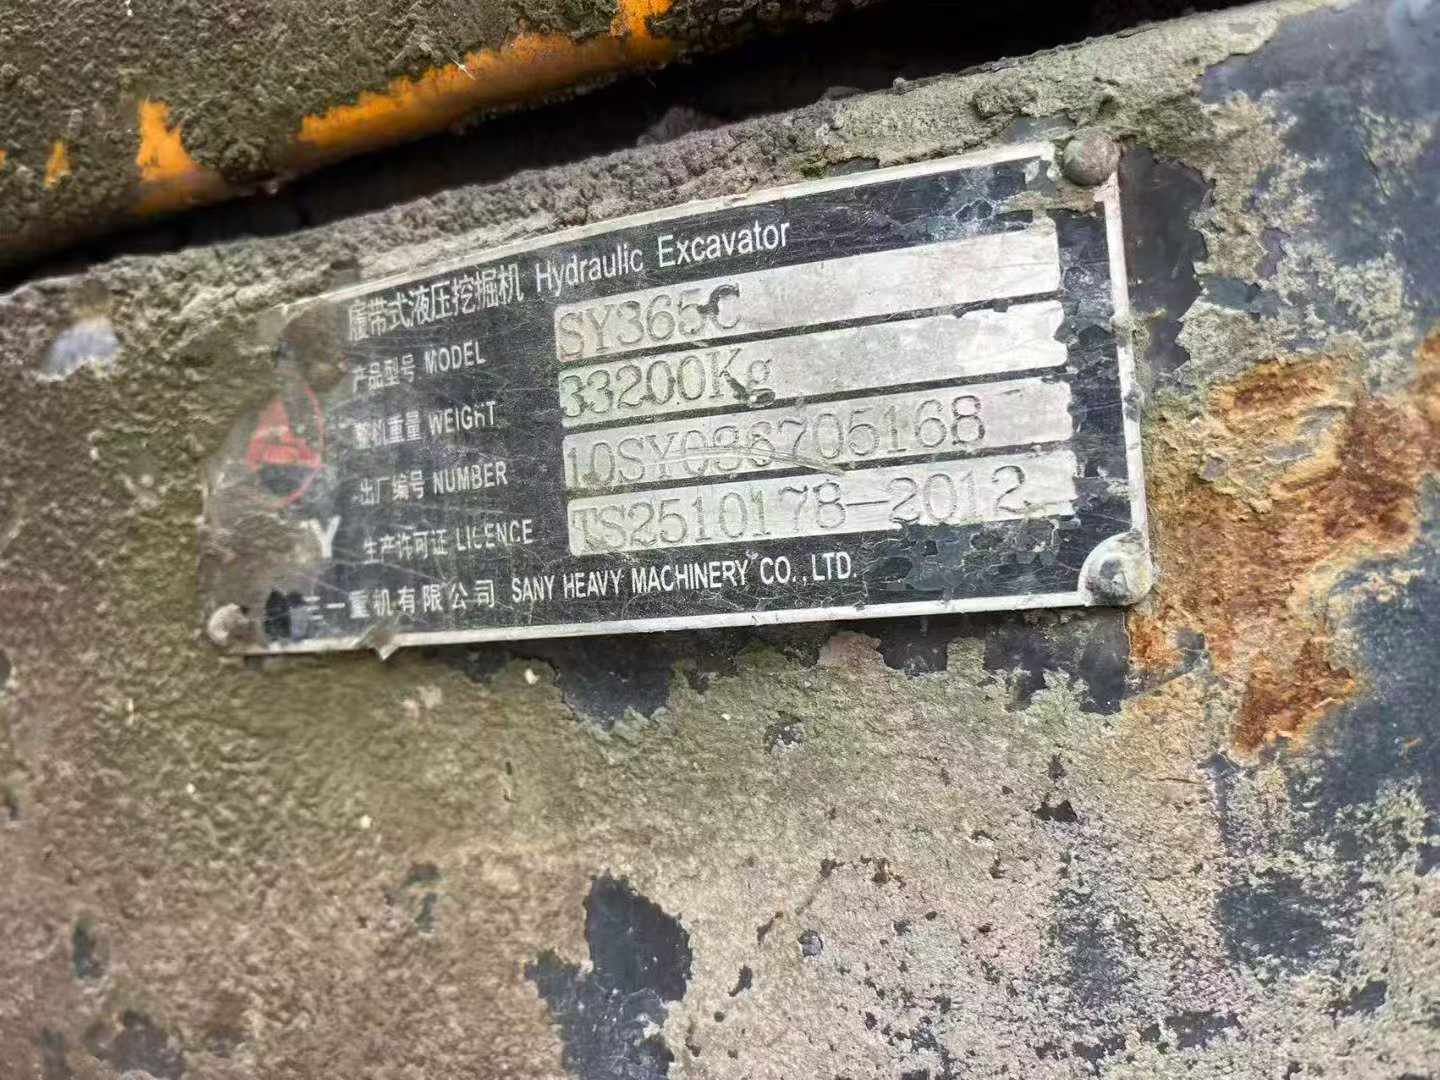 履带式液压挖掘机 Hydraulic Excavator
产品型号 MODEL SY365C
整机重量 WEIGHT 33200Kg
出厂编号 NUMBER 10SY036705168
生产许可证 LICENCE TS2510178-2012
Y
三一重机有限公司 SANY HEAVY MACHINERY CO.,LTD.